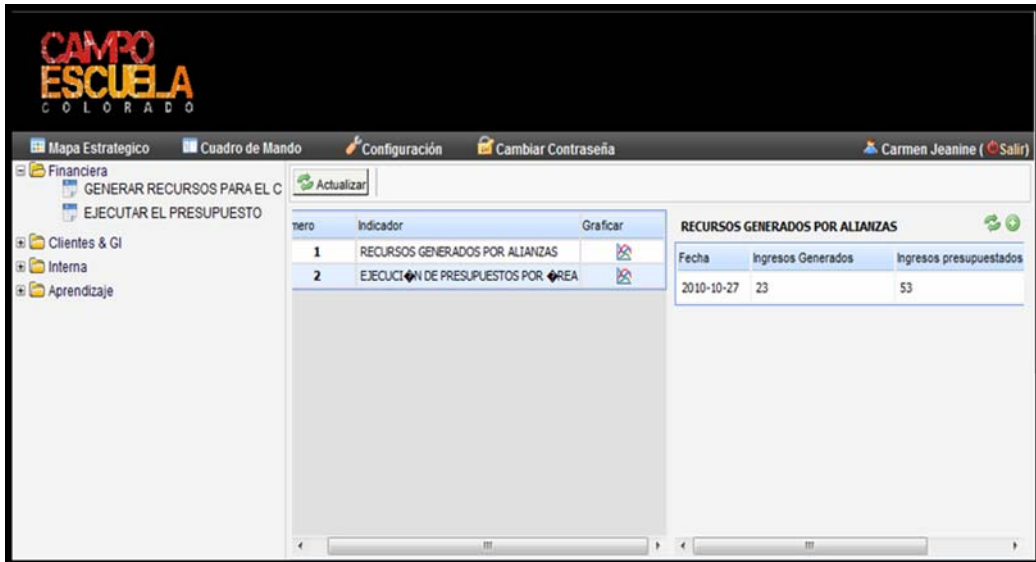 CAMPO
ESCUELA
COLORADO
Mapa Estrategico Cuadro de Mando Configuración Cambiar Contraseña Carmen Jeanine ( Salir)
Financiera
GENERAR RECURSOS PARA EL C
EJECUTAR EL PRESUPUESTO
Clientes & GI
Interna
Aprendizaje
Actualizar
mero Indicador Graficar
1 RECURSOS GENERADOS POR ALIANZAS
2 EJECUCI�N DE PRESUPUESTOS POR �REA
RECURSOS GENERADOS POR ALIANZAS
Fecha Ingresos Generados Ingresos presupuestados
2010-10-27 23 53